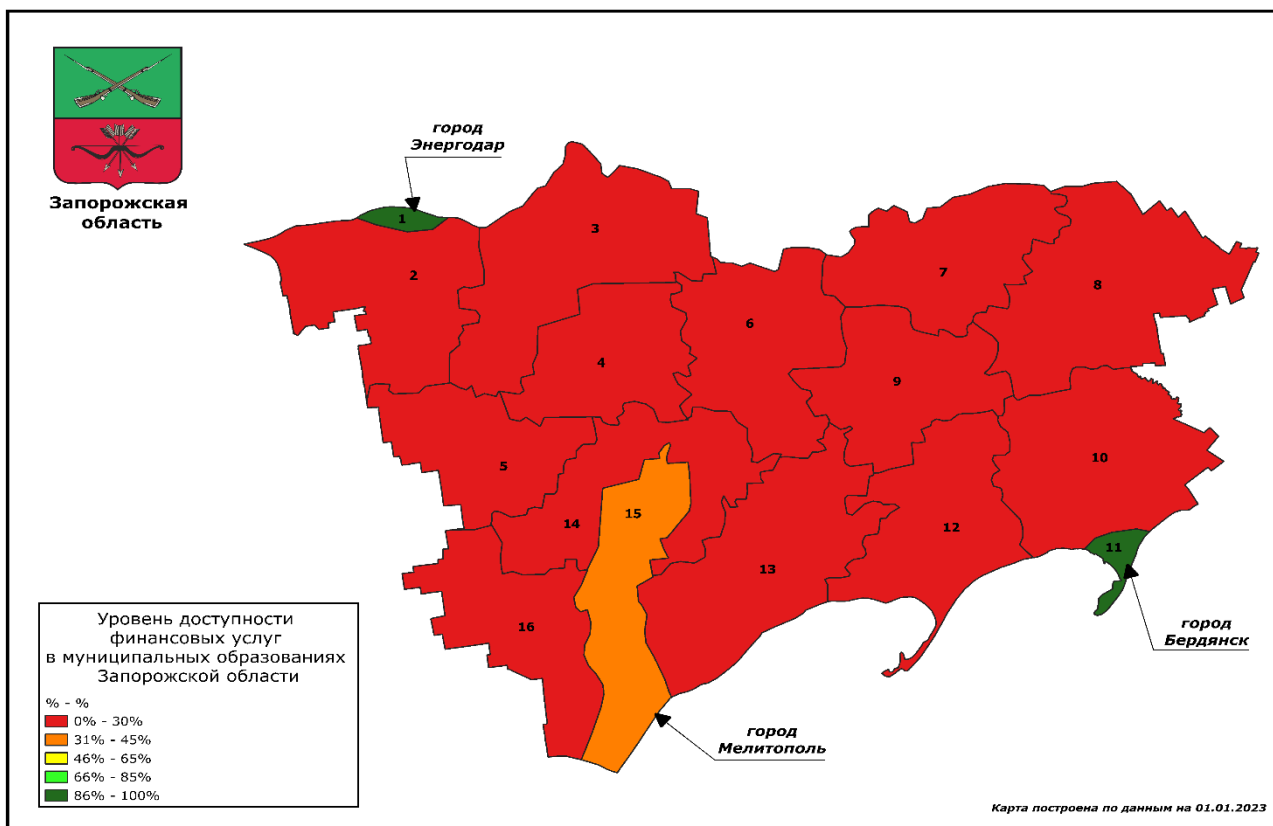 Запорожская
область
город
Энергодар
1
2
3
4
5
6
7
8
9
10
11
12
13
14
15
16
город
Бердянск
город
Мелитополь
Уровень доступности
финансовых услуг
в муниципальных образованиях
Запорожской области
% - %
0% - 30%
31% - 45%
46% - 65%
66% - 85%
86% - 100%
Карта построена по данным на 01.01.2023